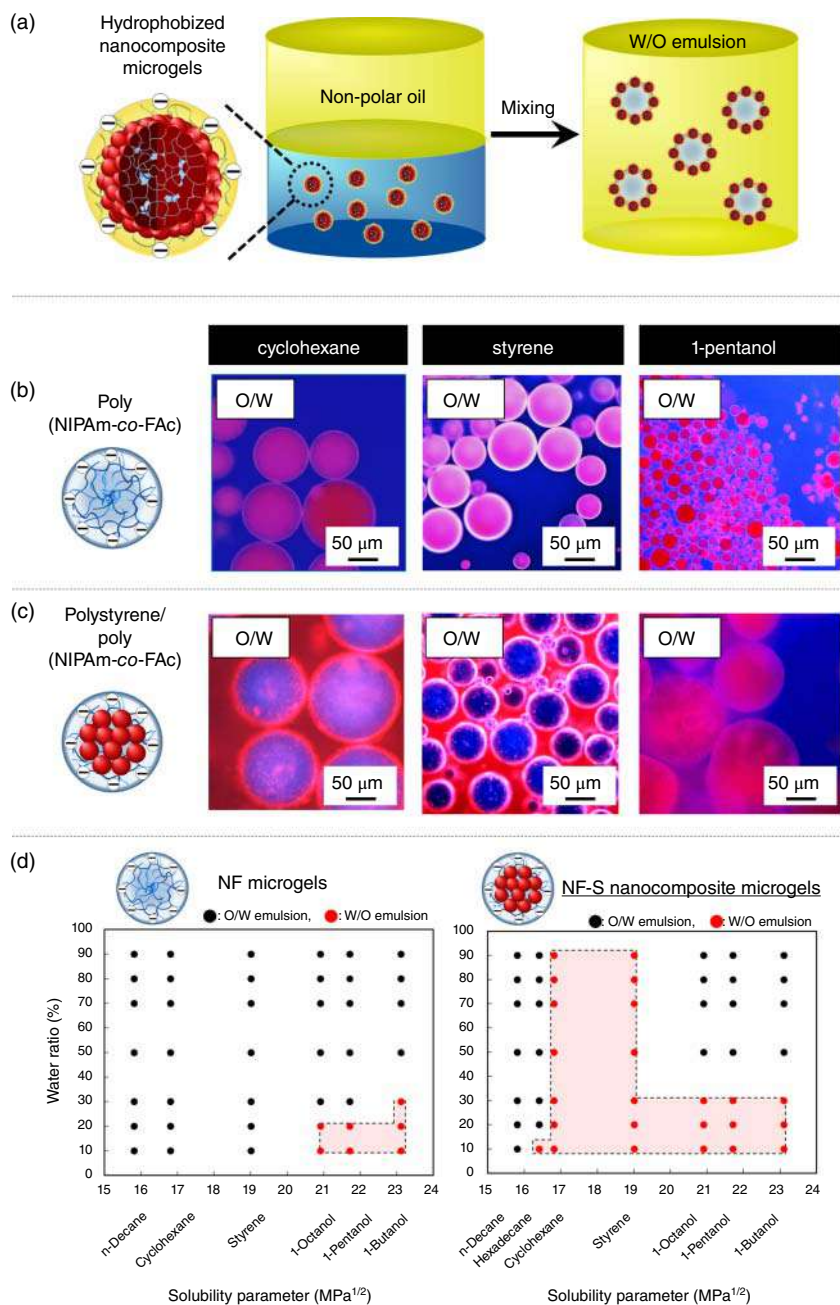 (a)
Hydrophobized
nanocomposite
microgels
Non-polar oil
Mixing
W/O emulsion
cyclohexane
styrene
1-pentanol
(b)
Poly
(NIPAm-co-FAc)
O/W
50 μm
O/W
50 μm
O/W
50 μm
(c)
Polystyrene/
poly
(NIPAm-co-FAc)
O/W
50 μm
O/W
50 μm
O/W
50 μm
(d)
NF microgels
●: O/W emulsion, ●: W/O emulsion
Water ratio (%)
100
90
80
70
60
50
40
30
20
10
0
15 16 17 18 19 20 21 22 23 24
n-Decane
Cyclohexane
Styrene
1-Octanol
1-Pentanol
1-Butanol
Solubility parameter (MPa1/2)
NF-S nanocomposite microgels
●: O/W emulsion, ●: W/O emulsion
100
90
80
70
60
50
40
30
20
10
0
15 16 17 18 19 20 21 22 23 24
n-Decane
Hexadecane
Cyclohexane
Styrene
1-Octanol
1-Pentanol
1-Butanol
Solubility parameter (MPa1/2)